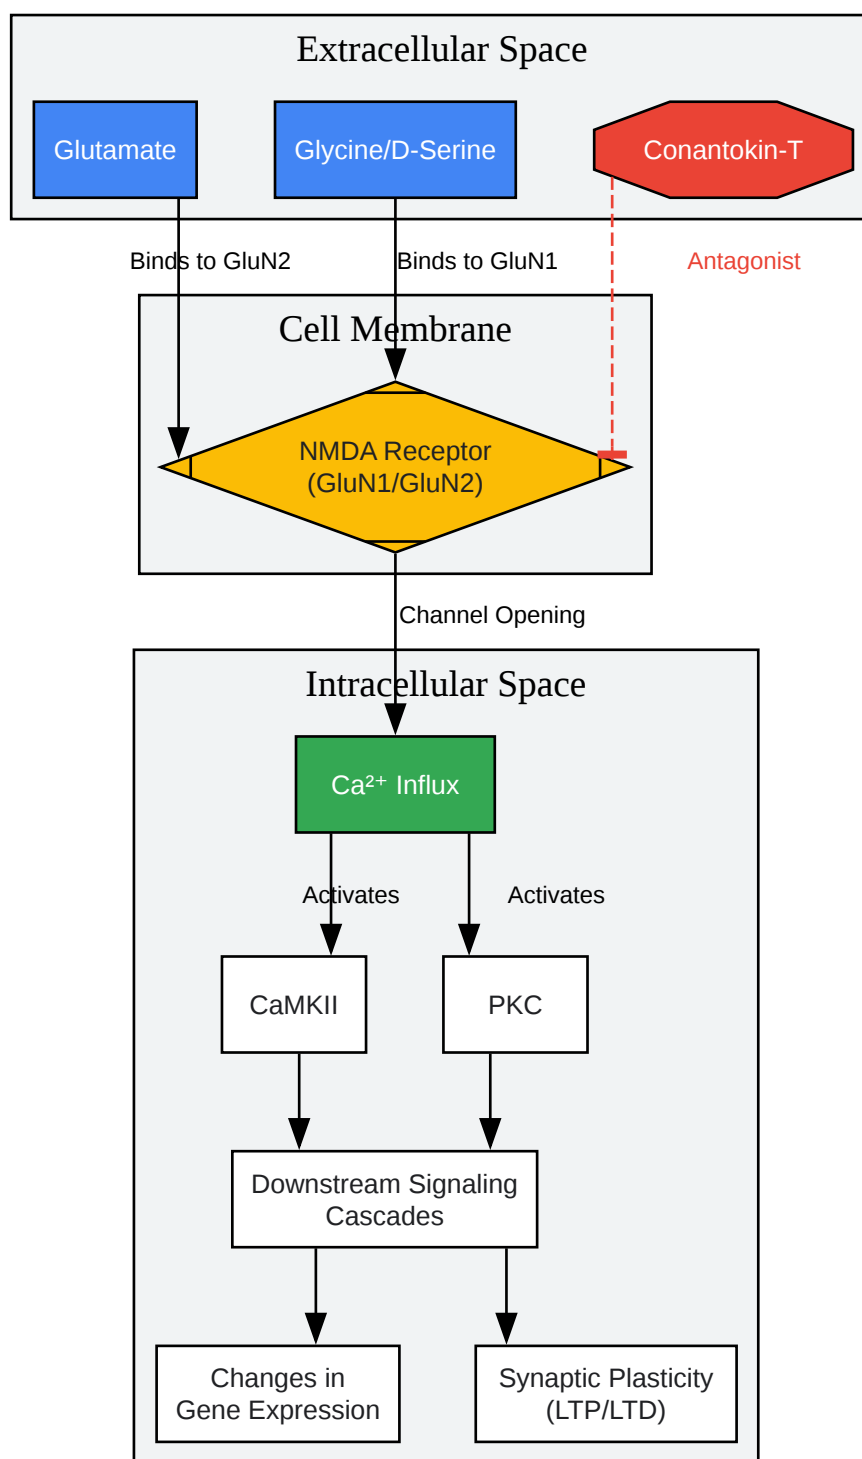 Extracellular Space
Glutamate
Glycine/D-Serine
Conantokin-T
Binds to GluN2
Binds to GluN1
Antagonist
Cell Membrane
NMDA Receptor
(GluN1/GluN2)
Channel Opening
Intracellular Space
Ca²⁺ Influx
Activates
Activates
CaMKII
PKC
Downstream Signaling
Cascades
Changes in
Gene Expression
Synaptic Plasticity
(LTP/LTD)